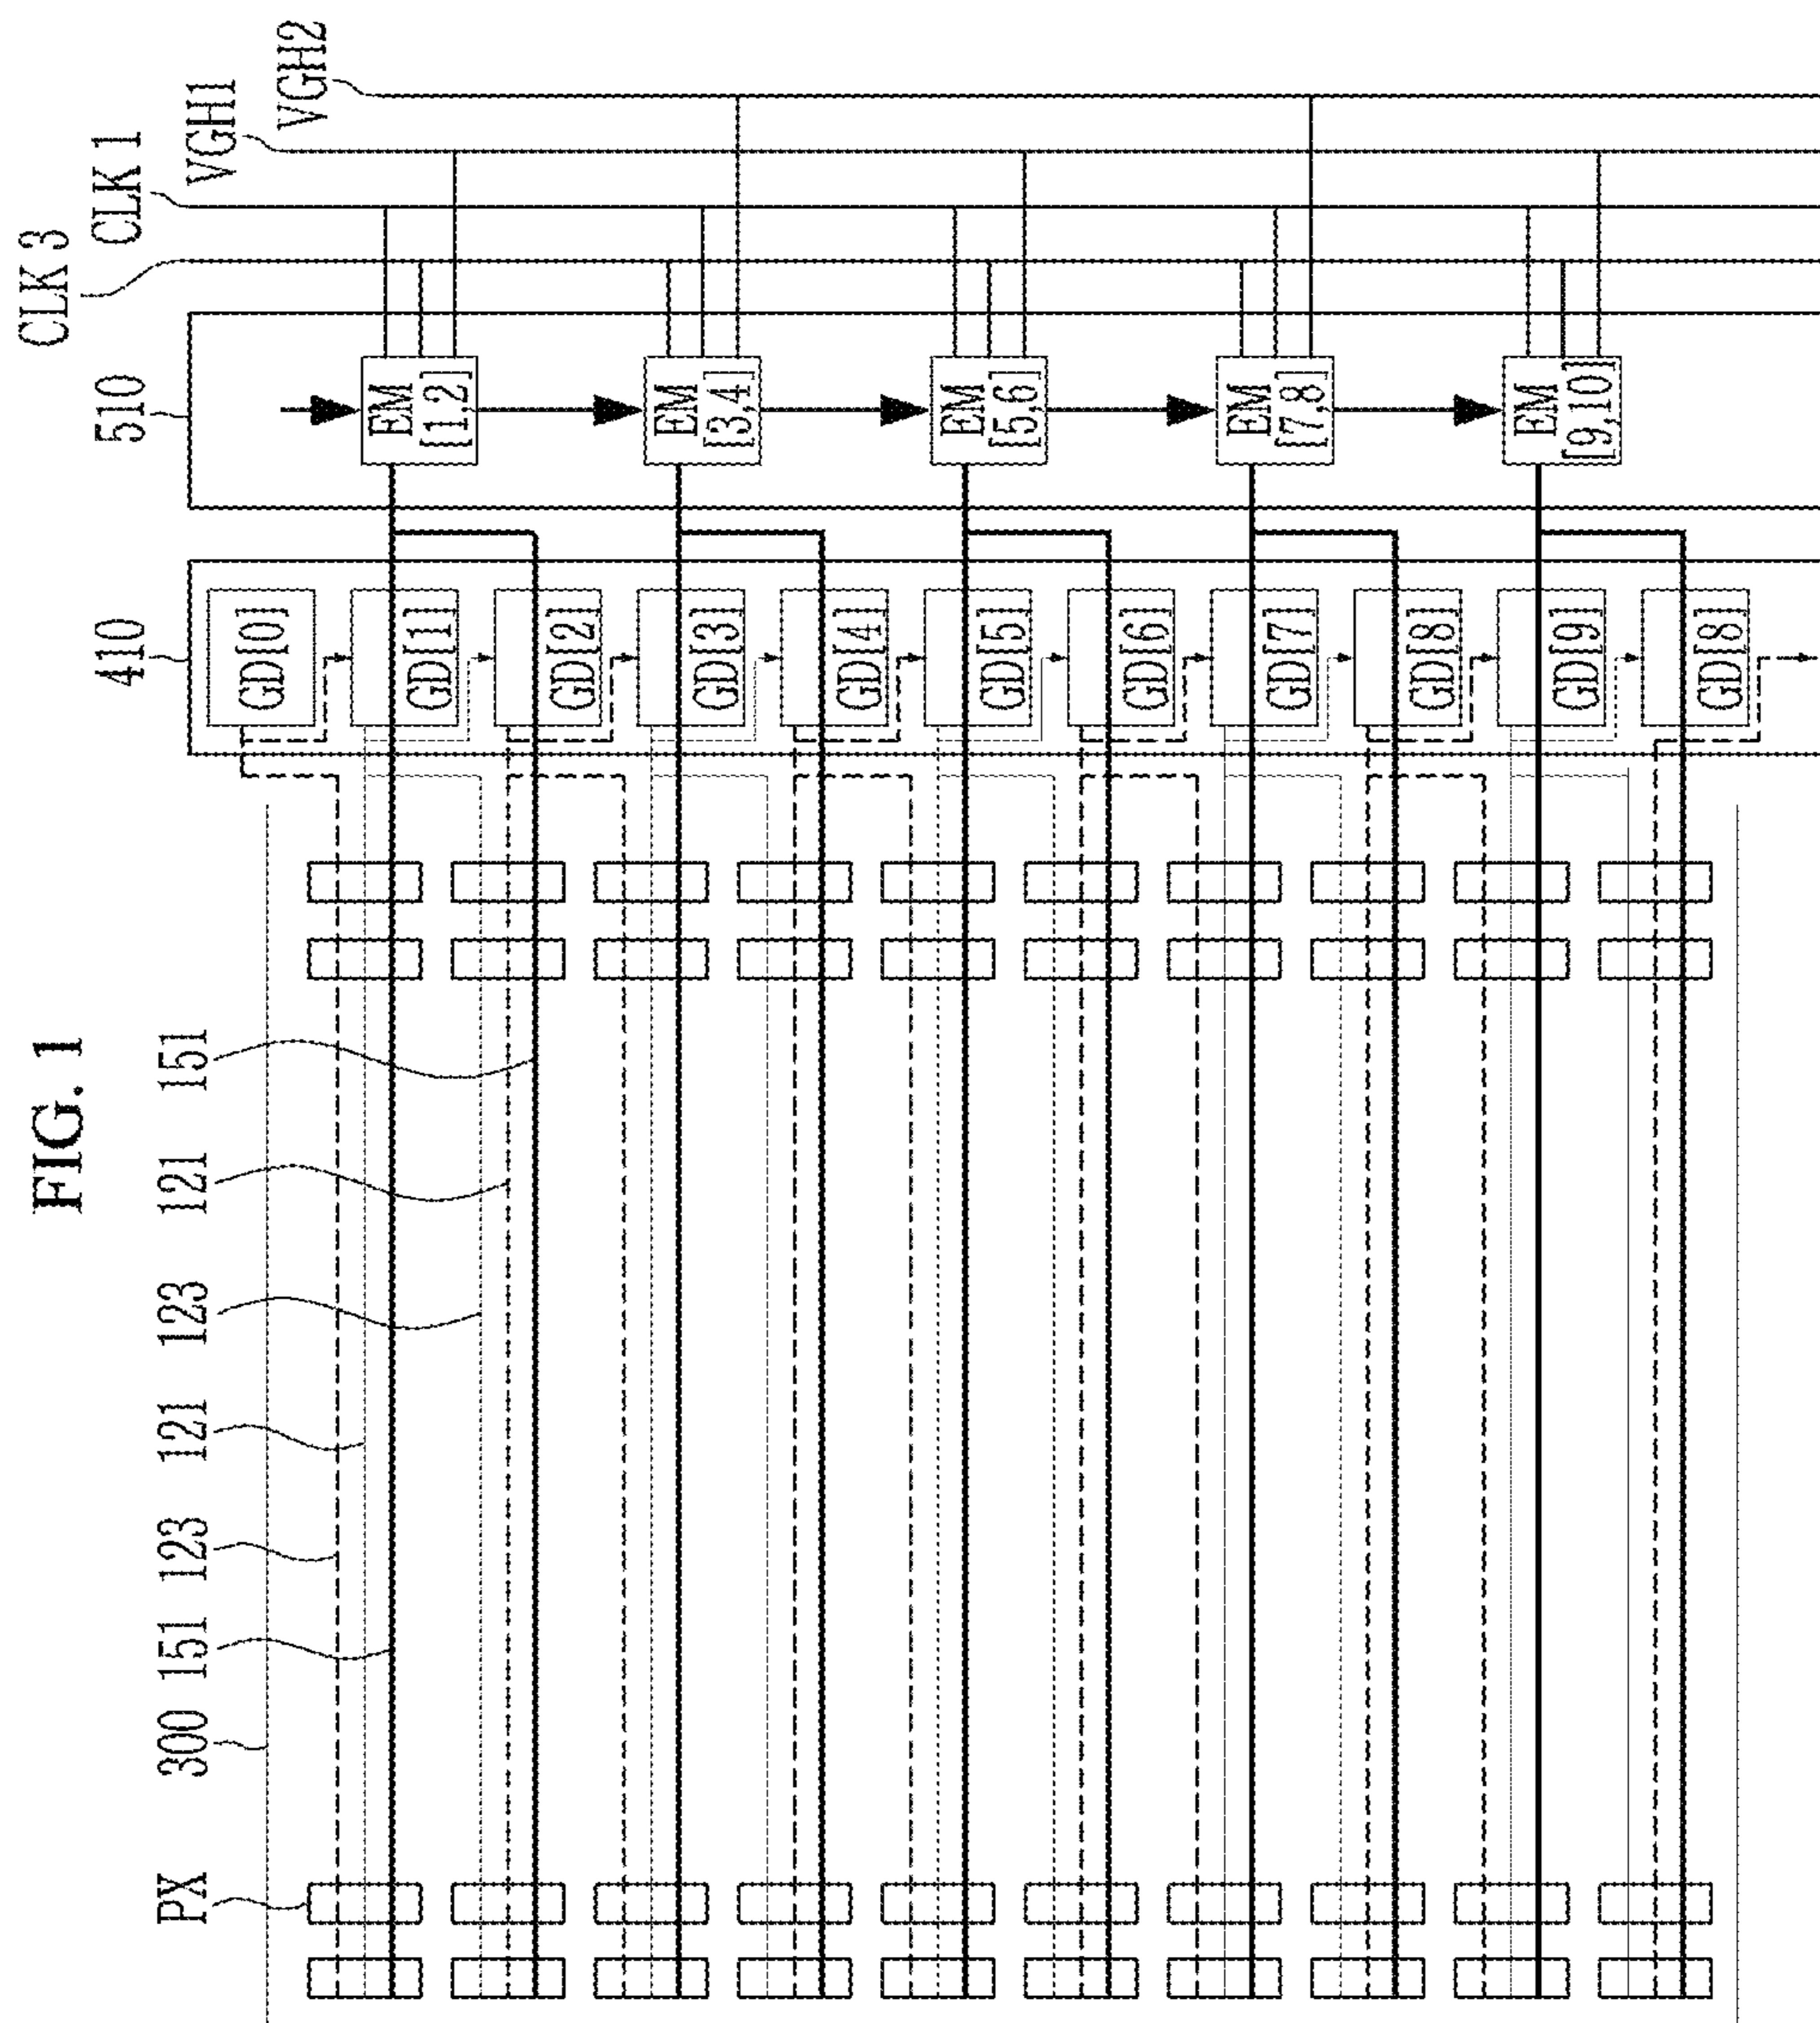 FIG. 1
PX
300
151
123
121
123
121
151
410
510
CLK 3
CLK 1
VGH1
VGH2
GD[0]
GD[1]
GD[2]
GD[3]
GD[4]
GD[5]
GD[6]
GD[7]
GD[8]
GD[9]
GD[8]
EM
[1,2]
EM
[3,4]
EM
[5,6]
EM
[7,8]
EM
[9,10]